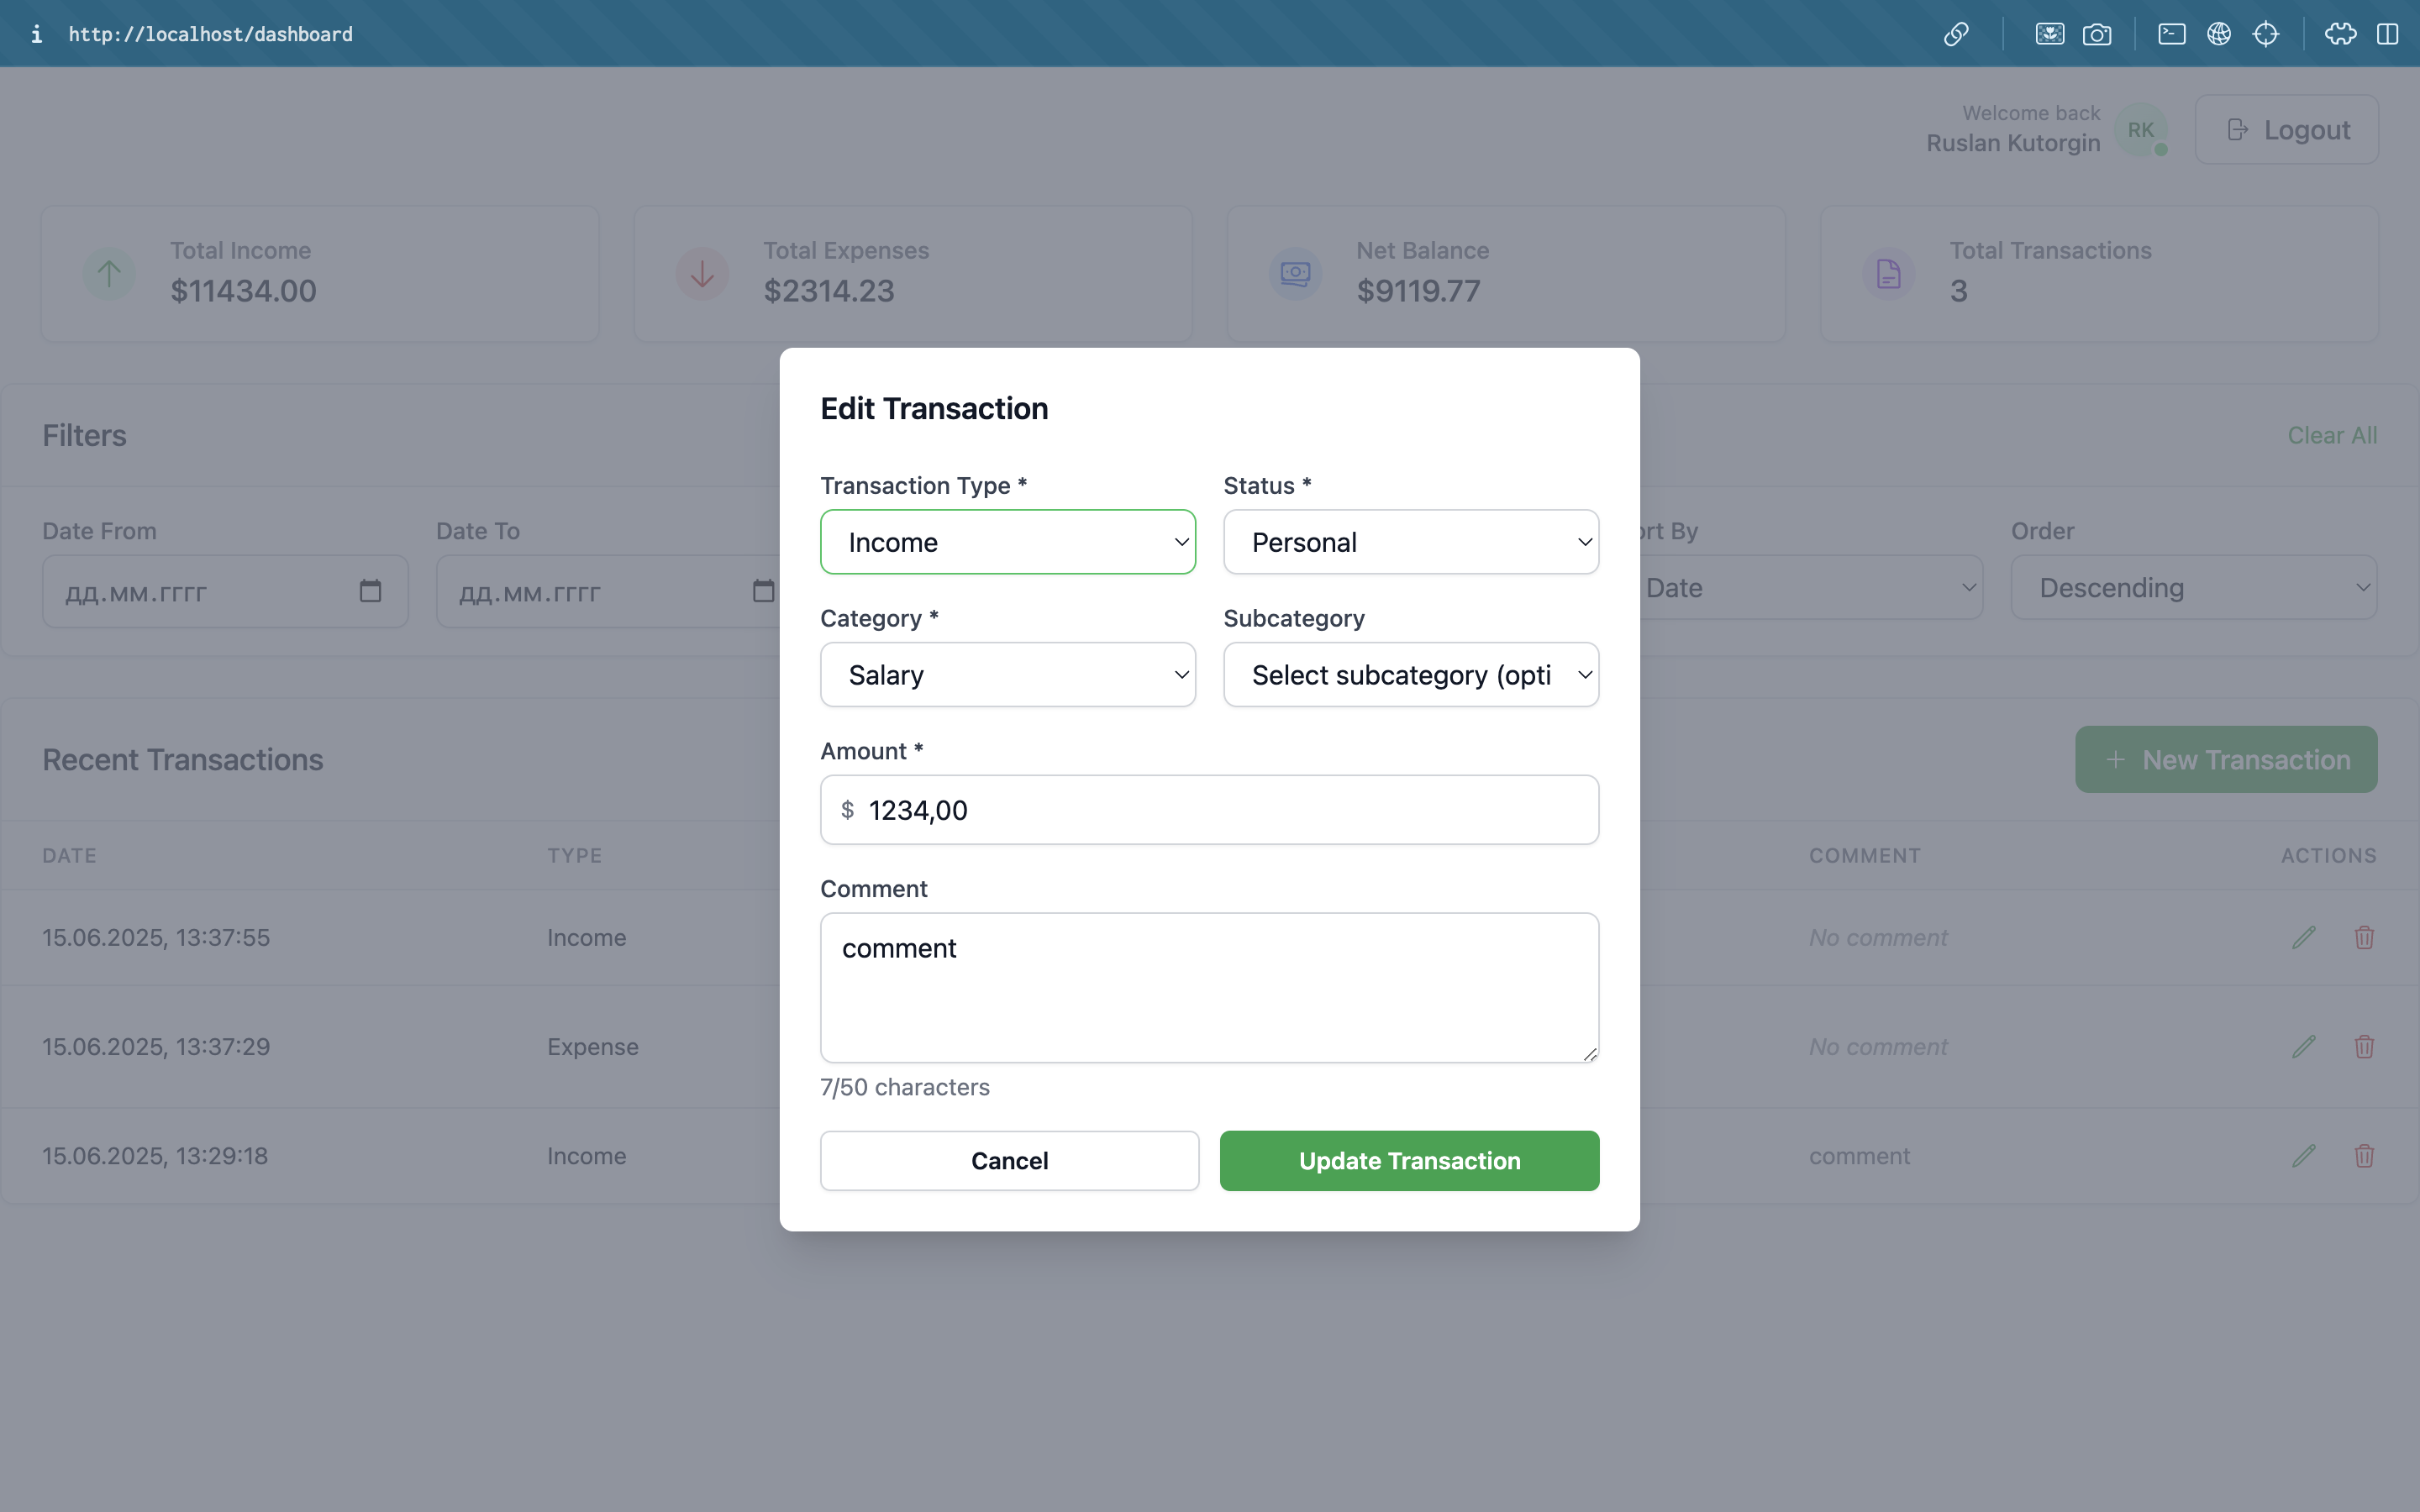 http://localhost/dashboard
Welcome back
Ruslan Kutorgin
RK
Logout
Total Income
$11434.00
Total Expenses
$2314.23
Net Balance
$9119.77
Total Transactions
3
Filters
Clear All
Date From
Date To
ort By
Order
дд.мм.гггг
дд.мм.гггг
Date
Descending
Recent Transactions
New Transaction
DATE
TYPE
COMMENT
ACTIONS
15.06.2025, 13:37:55
Income
No comment
15.06.2025, 13:37:29
Expense
No comment
15.06.2025, 13:29:18
Income
comment
Edit Transaction
Transaction Type *
Status *
Income
Personal
Category *
Subcategory
Salary
Select subcategory (opti
Amount *
$ 1234,00
Comment
comment
7/50 characters
Cancel
Update Transaction